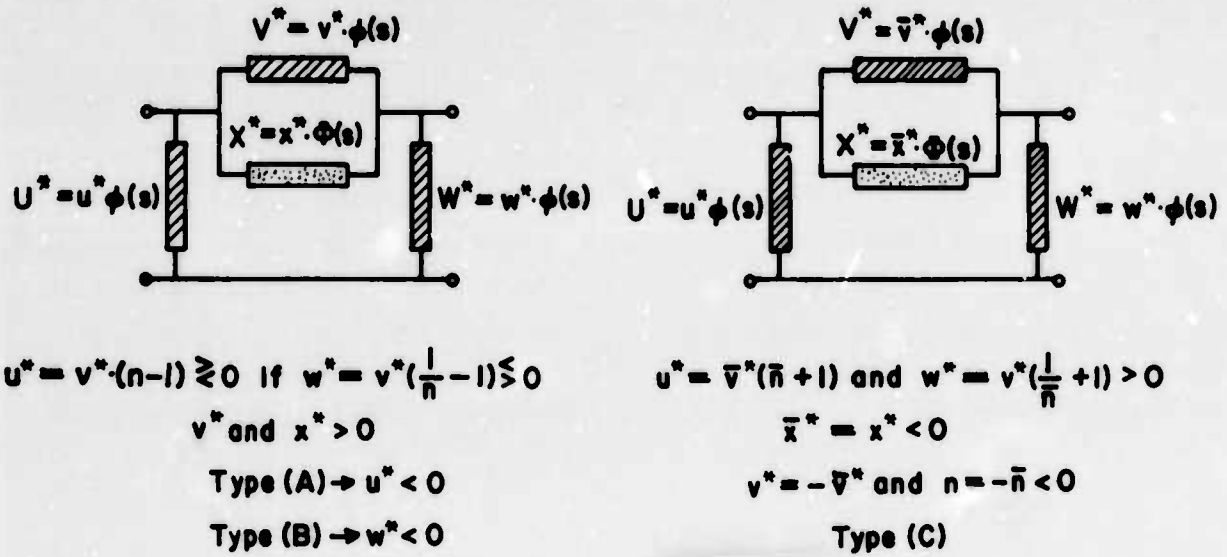 V* = v*·ϕ(s)
X* = x*·Φ(s)
U* = u*ϕ(s)
W* = w*·ϕ(s)
u* = v*·(n-1) ≷ 0 if w* = v*(1/n - 1) ≶ 0
v* and x* > 0
Type (A) → u* < 0
Type (B) → w* < 0
V* = v̄*·ϕ(s)
X* = x̄*·Φ(s)
U* = u*ϕ(s)
W* = w*·ϕ(s)
u* = v̄*(n̄ + 1) and w* = v*(1/n̄ + 1) > 0
x̄* = x* < 0
v* = - v̄* and n = - n̄ < 0
Type (C)